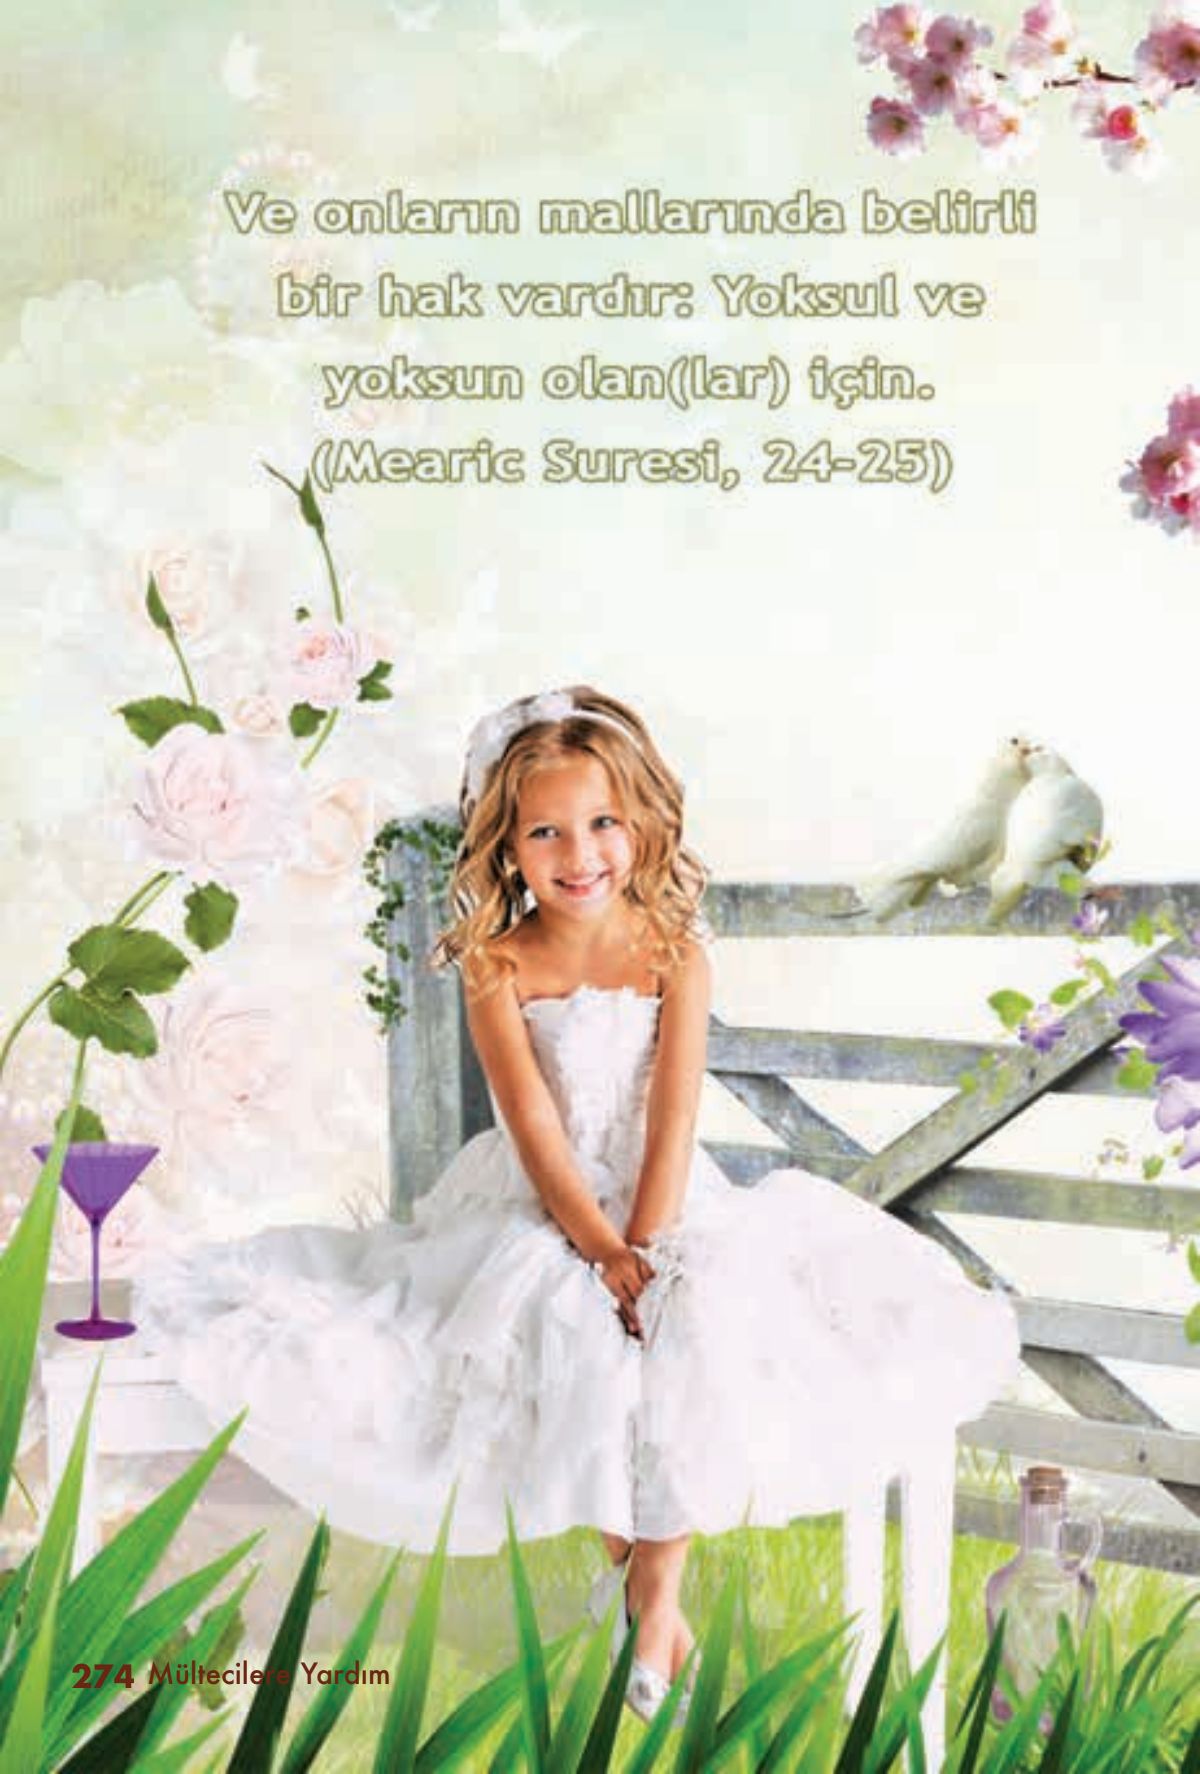 Ve onların mallarında belirli
bir hak vardır: Yoksul ve
yoksun olan(lar) için.
(Mearic Suresi, 24-25)
274 Mültecilere Yardım